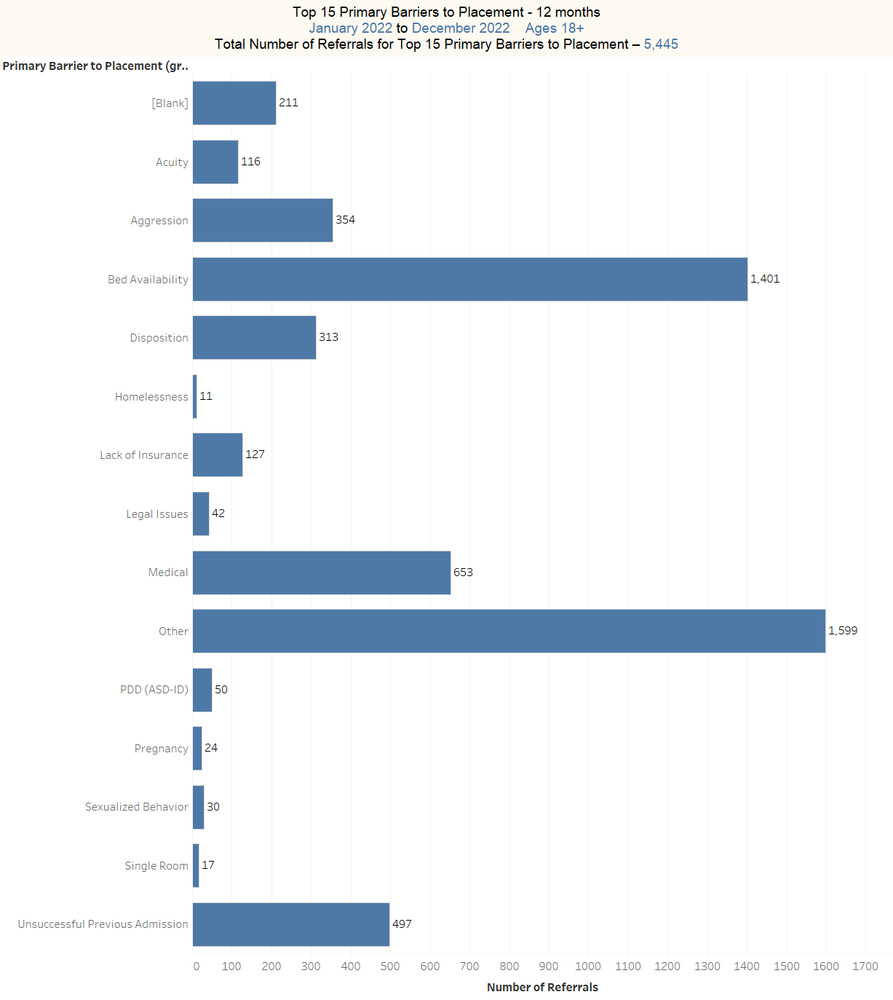 Top 15 Primary Barriers to Placement - 12 months
January 2022 to December 2022 Ages 18+
Total Number of Referrals for Top 15 Primary Barriers to Placement – 5,445
Primary Barrier to Placement (gr..
[Blank] 211
Acuity 116
Aggression 354
Bed Availability 1,401
Disposition 313
Homelessness 11
Lack of Insurance 127
Legal Issues 42
Medical 653
Other 1,599
PDD (ASD-ID) 50
Pregnancy 24
Sexualized Behavior 30
Single Room 17
Unsuccessful Previous Admission 497
0 100 200 300 400 500 600 700 800 900 1000 1100 1200 1300 1400 1500 1600 1700
Number of Referrals